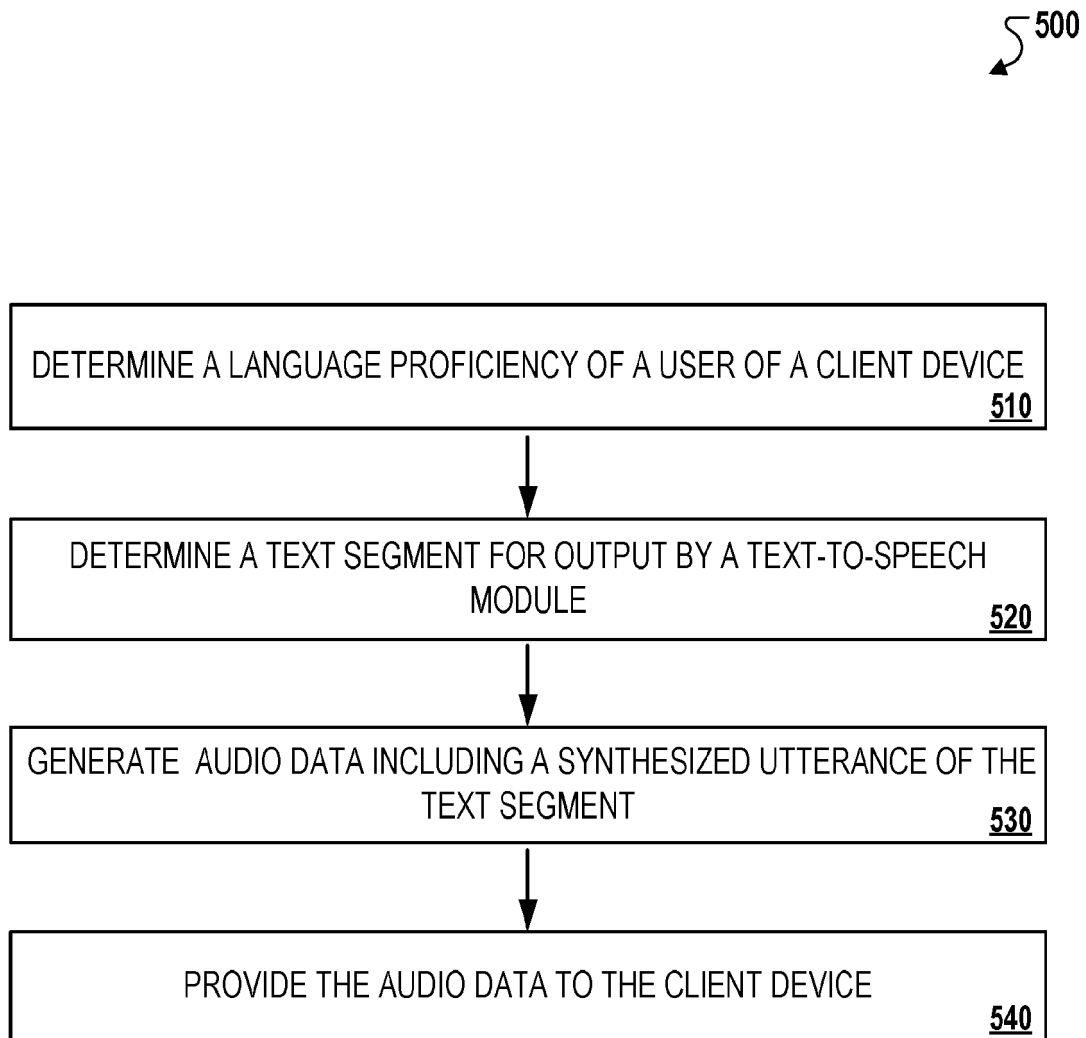 500
DETERMINE A LANGUAGE PROFICIENCY OF A USER OF A CLIENT DEVICE
510
DETERMINE A TEXT SEGMENT FOR OUTPUT BY A TEXT-TO-SPEECH
MODULE
520
GENERATE AUDIO DATA INCLUDING A SYNTHESIZED UTTERANCE OF THE
TEXT SEGMENT
530
PROVIDE THE AUDIO DATA TO THE CLIENT DEVICE
540